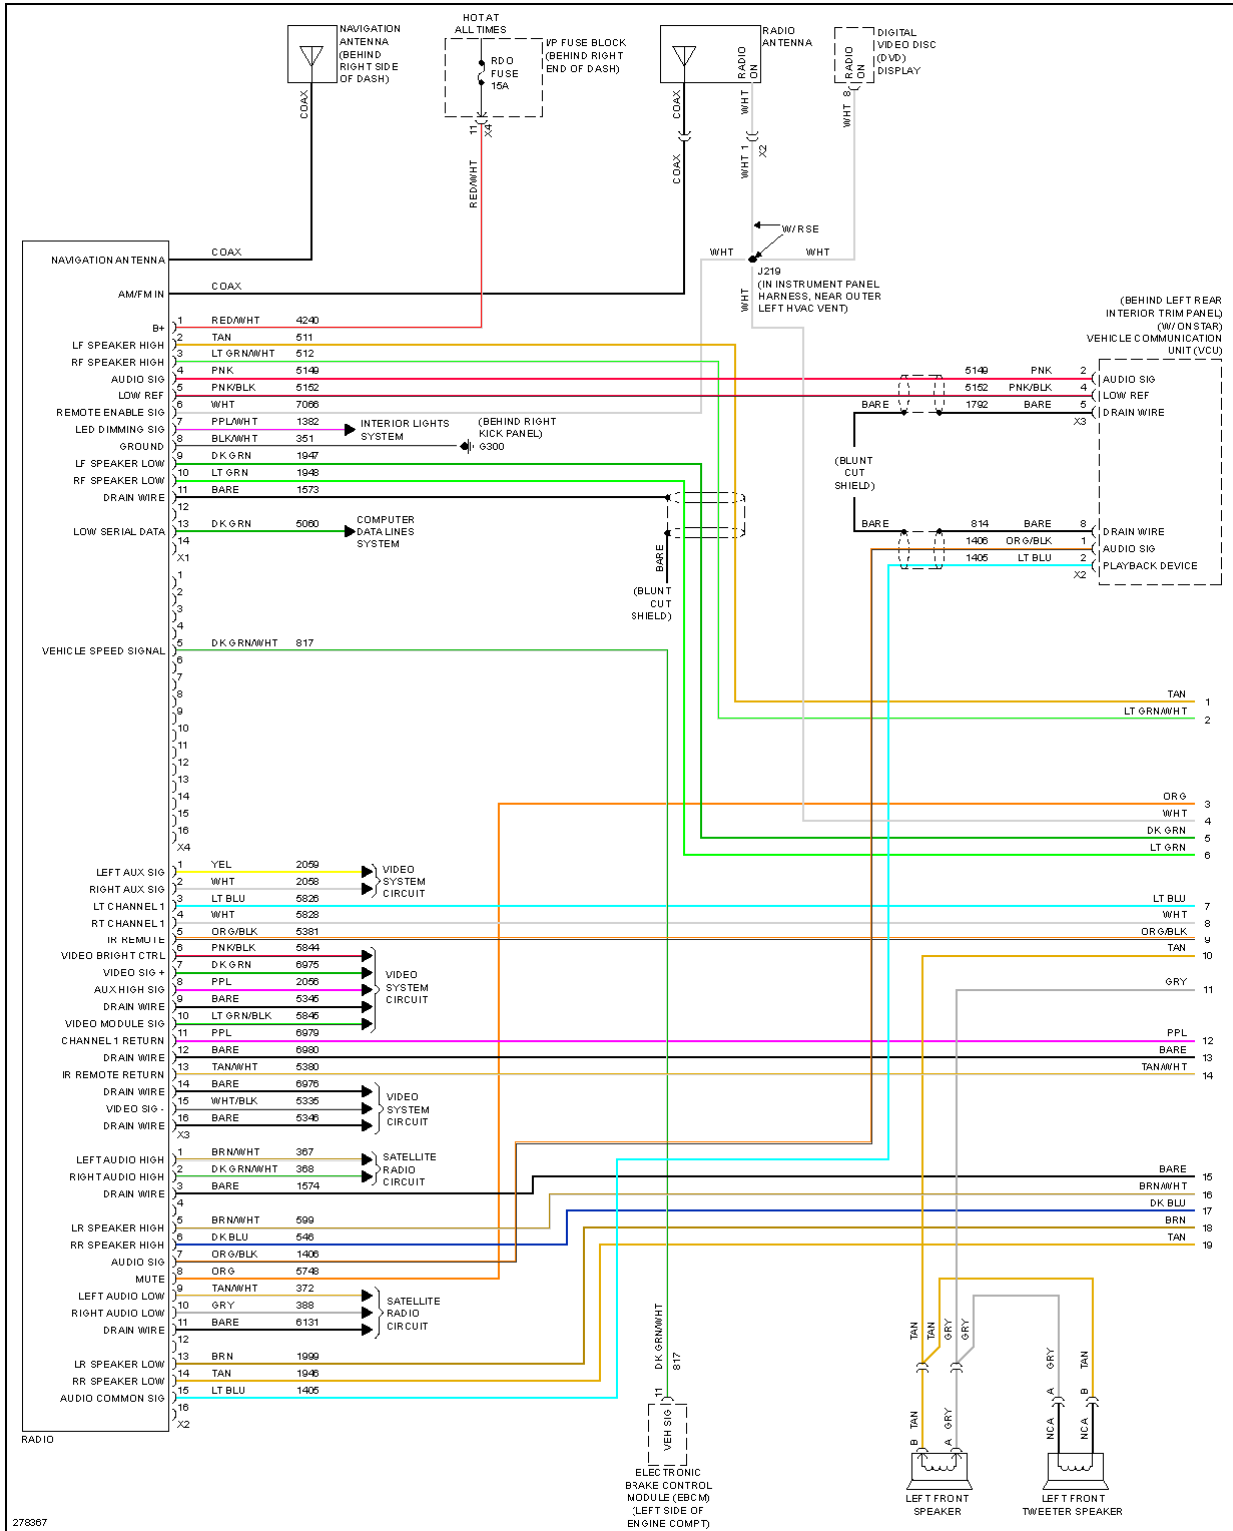 NAVIGATION
ANTENNA
(BEHIND
RIGHT SIDE
OF DASH)
COAX
HOT AT
ALL TIMES
RDO
FUSE
15A
I/P FUSE BLOCK
(BEHIND RIGHT
END OF DASH)
11
X4
RED/WHT
RADIO
ANTENNA
RADIO
ON
COAX
WHT
COAX
WHT 1
X2
RADIO
ON
DIGITAL
VIDEO DISC
(DVD)
DISPLAY
WHT 8
W/RSE
WHT
WHT
J219
(IN INSTRUMENT PANEL
HARNESS, NEAR OUTER
LEFT HVAC VENT)
WHT
NAVIGATION ANTENNA COAX
AM/FM IN COAX
B+ 1 RED/WHT 4240
LF SPEAKER HIGH 2 TAN 511
RF SPEAKER HIGH 3 LT GRN/WHT 512
AUDIO SIG 4 PNK 5149
LOW REF 5 PNK/BLK 5152
REMOTE ENABLE SIG 6 WHT 7066
LED DIMMING SIG 7 PPL/WHT 1382
INTERIOR LIGHTS
SYSTEM
GROUND 8 BLK/WHT 351
(BEHIND RIGHT
KICK PANEL)
G300
LF SPEAKER LOW 9 DK GRN 1947
RF SPEAKER LOW 10 LT GRN 1948
DRAIN WIRE 11 BARE 1573
12
LOW SERIAL DATA 13 DK GRN 5060
COMPUTER
DATA LINES
SYSTEM
14
X1
BARE
(BLUNT
CUT
SHIELD)
(BEHIND LEFT REAR
INTERIOR TRIM PANEL)
(W/ ONSTAR)
VEHICLE COMMUNICATION
UNIT (VCU)
5149 PNK 2 AUDIO SIG
5152 PNK/BLK 4 LOW REF
BARE 1792 BARE 5 DRAIN WIRE
X3
(BLUNT
CUT
SHIELD)
BARE 814 BARE 8 DRAIN WIRE
1406 ORG/BLK 1 AUDIO SIG
1405 LT BLU 2 PLAYBACK DEVICE
X2
1
2
3
4
VEHICLE SPEED SIGNAL 5 DK GRN/WHT 817
6
7
8
9
10
11
12
13
14
15
16
X4
TAN 1
LT GRN/WHT 2
ORG 3
WHT 4
DK GRN 5
LT GRN 6
LEFT AUX SIG 1 YEL 2059
RIGHT AUX SIG 2 WHT 2058
VIDEO
SYSTEM
CIRCUIT
LT CHANNEL 1 3 LT BLU 5826
RT CHANNEL 1 4 WHT 5828
IR REMOTE 5 ORG/BLK 5381
VIDEO BRIGHT CTRL 6 PNK/BLK 5844
VIDEO SIG + 7 DK GRN 6975
AUX HIGH SIG 8 PPL 2056
DRAIN WIRE 9 BARE 5345
VIDEO MODULE SIG 10 LT GRN/BLK 5845
VIDEO
SYSTEM
CIRCUIT
CHANNEL 1 RETURN 11 PPL 6979
DRAIN WIRE 12 BARE 6980
IR REMOTE RETURN 13 TAN/WHT 5380
DRAIN WIRE 14 BARE 6976
VIDEO SIG - 15 WHT/BLK 5335
DRAIN WIRE 16 BARE 5346
X3
VIDEO
SYSTEM
CIRCUIT
LT BLU 7
WHT 8
ORG/BLK 9
TAN 10
GRY 11
PPL 12
BARE 13
TAN/WHT 14
LEFT AUDIO HIGH 1 BRN/WHT 367
RIGHT AUDIO HIGH 2 DK GRN/WHT 368
DRAIN WIRE 3 BARE 1574
4
SATELLITE
RADIO
CIRCUIT
LR SPEAKER HIGH 5 BRN/WHT 599
RR SPEAKER HIGH 6 DK BLU 546
AUDIO SIG 7 ORG/BLK 1406
MUTE 8 ORG 5748
LEFT AUDIO LOW 9 TAN/WHT 372
RIGHT AUDIO LOW 10 GRY 388
DRAIN WIRE 11 BARE 6131
12
SATELLITE
RADIO
CIRCUIT
LR SPEAKER LOW 13 BRN 1999
RR SPEAKER LOW 14 TAN 1946
AUDIO COMMON SIG 15 LT BLU 1405
16
X2
RADIO
BARE 15
BRN/WHT 16
DK BLU 17
BRN 18
TAN 19
DK GRN/WHT
817
11
VEH SIG
ELECTRONIC
BRAKE CONTROL
MODULE (EBCM)
(LEFT SIDE OF
ENGINE COMPT)
TAN
TAN
GRY
GRY
B TAN
A GRY
LEFT FRONT
SPEAKER
GRY
TAN
A
B
NCA
NCA
LEFT FRONT
TWEETER SPEAKER
278367